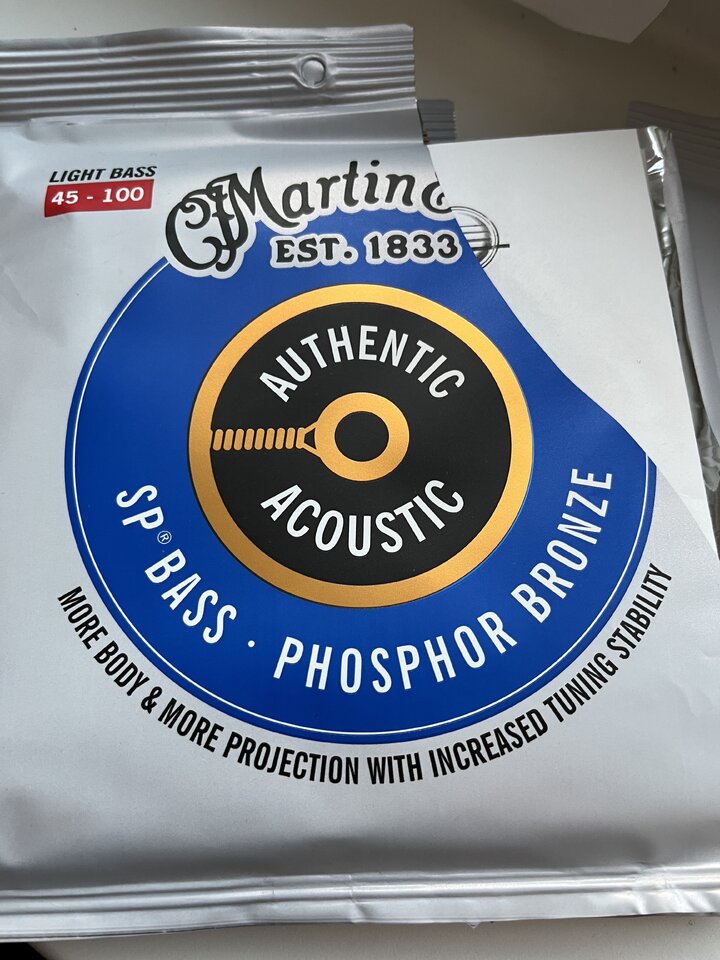 LIGHT BASS
45 - 100
CFMartin
EST. 1833
AUTHENTIC
ACOUSTIC
SP® BASS · PHOSPHOR BRONZE
MORE BODY & MORE PROJECTION WITH INCREASED TUNING STABILITY